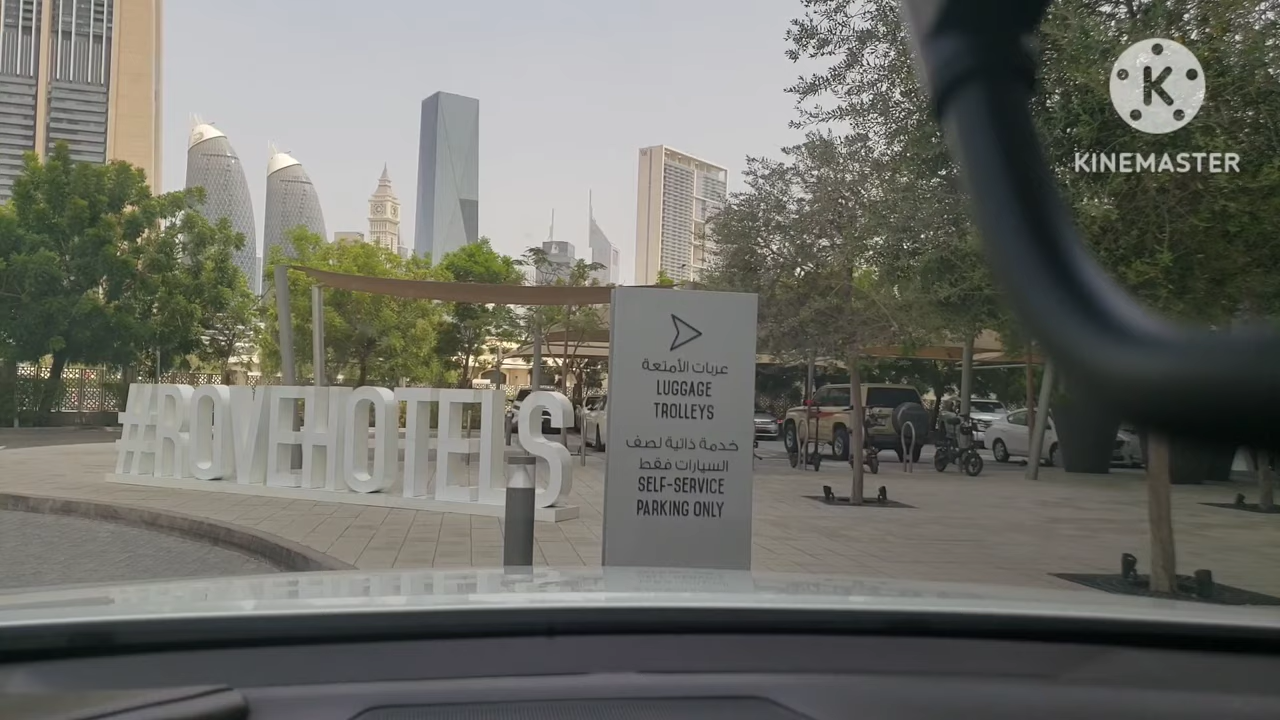 K
KINEMASTER
#ROVEHOTELS
عربات الأمتعة
LUGGAGE
TROLLEYS
خدمة ذاتية لصف
السيارات فقط
SELF-SERVICE
PARKING ONLY